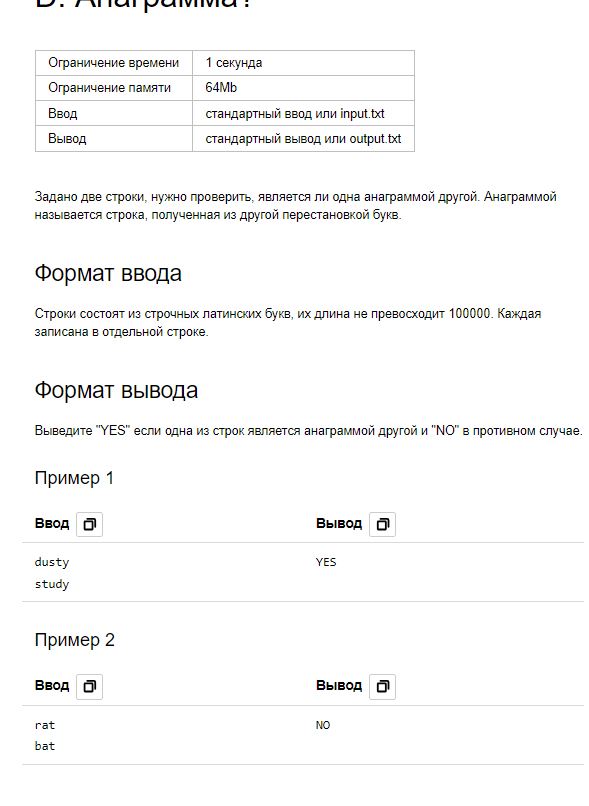 D. Анаграмма?
Ограничение времени 1 секунда
Ограничение памяти 64Mb
Ввод стандартный ввод или input.txt
Вывод стандартный вывод или output.txt
Задано две строки, нужно проверить, является ли одна анаграммой другой. Анаграммой
называется строка, полученная из другой перестановкой букв.
Формат ввода
Строки состоят из строчных латинских букв, их длина не превосходит 100000. Каждая
записана в отдельной строке.
Формат вывода
Выведите "YES" если одна из строк является анаграммой другой и "NO" в противном случае.
Пример 1
Ввод Вывод
dusty YES
study
Пример 2
Ввод Вывод
rat NO
bat